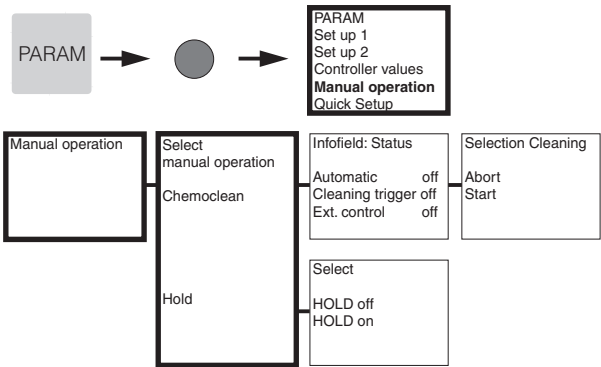 PARAM
PARAM
Set up 1
Set up 2
Controller values
Manual operation
Quick Setup
Manual operation
Select
manual operation
Chemoclean
Hold
Infofield: Status
Automatic off
Cleaning trigger off
Ext. control off
Selection Cleaning
Abort
Start
Select
HOLD off
HOLD on